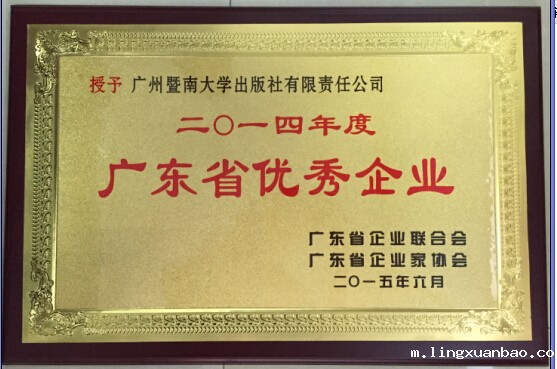 授予 广州暨南大学出版社有限责任公司
二〇一四年度
广东省优秀企业
广东省企业联合会
广东省企业家协会
二〇一五年六月
m.lingxuanbao.co